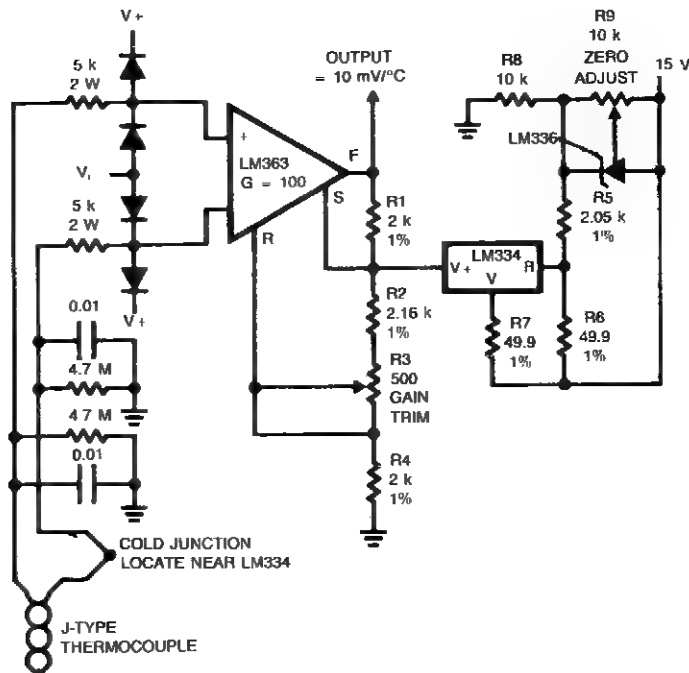 V+
5 k
2 W
V,
5 k
2 W
V+
0.01
4.7 M
4.7 M
0.01
COLD JUNCTION
LOCATE NEAR LM334
J-TYPE
THERMOCOUPLE
+
LM363
G = 100
F
S
R
OUTPUT
= 10 mV/°C
R1
2 k
1%
R2
2.16 k
1%
R3
500
GAIN
TRIM
R4
2 k
1%
LM334
V+
R
V
R7
49.9
1%
R6
49.9
1%
R5
2.05 k
1%
LM336
R8
10 k
R9
10 k
ZERO
ADJUST
15 V